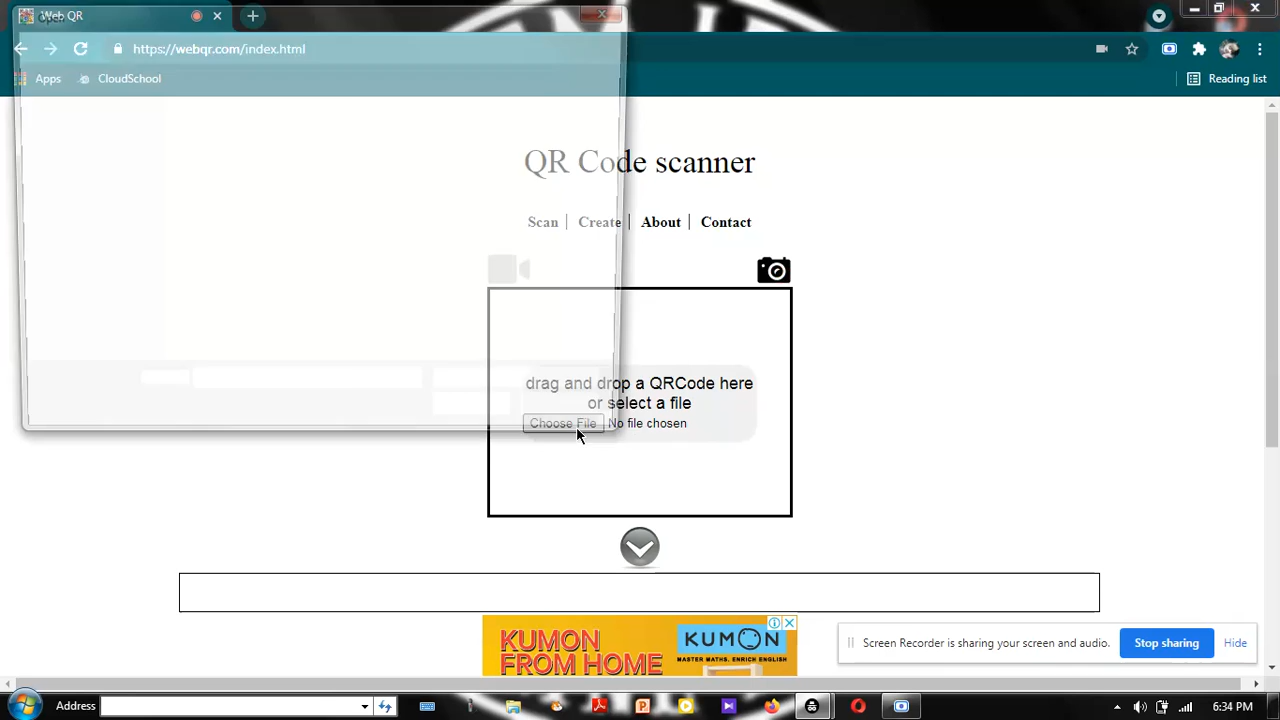 Web QR
Open
https://webqr.com/index.html
Apps
CloudSchool
Reading list
QR Code scanner
Scan
Create
About
Contact
drag and drop a QRCode here
or select a file
Choose File No file chosen
KUMON
FROM HOME
KUMON
MASTER MATHS, ENRICH ENGLISH
Screen Recorder is sharing your screen and audio.
Stop sharing
Hide
Address
6:34 PM